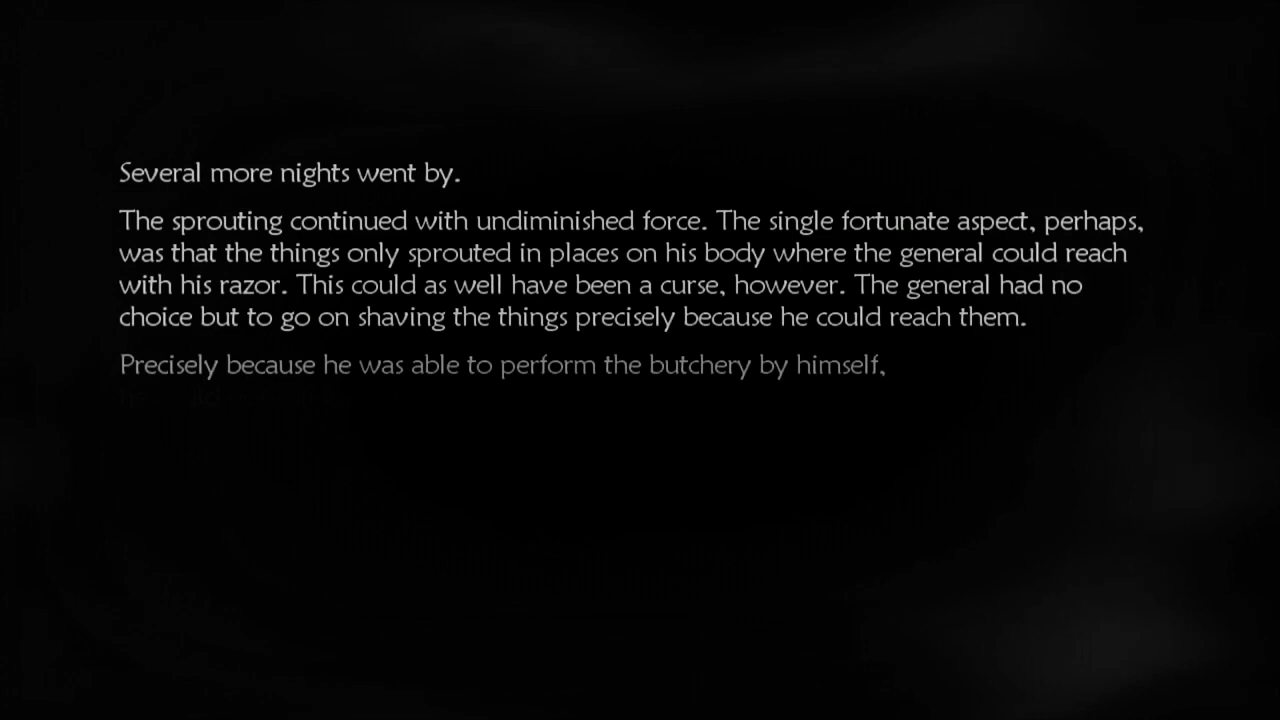 Several more nights went by.
The sprouting continued with undiminished force. The single fortunate aspect, perhaps,
was that the things only sprouted in places on his body where the general could reach
with his razor. This could as well have been a curse, however. The general had no
choice but to go on shaving the things precisely because he could reach them.
Precisely because he was able to perform the butchery by himself,